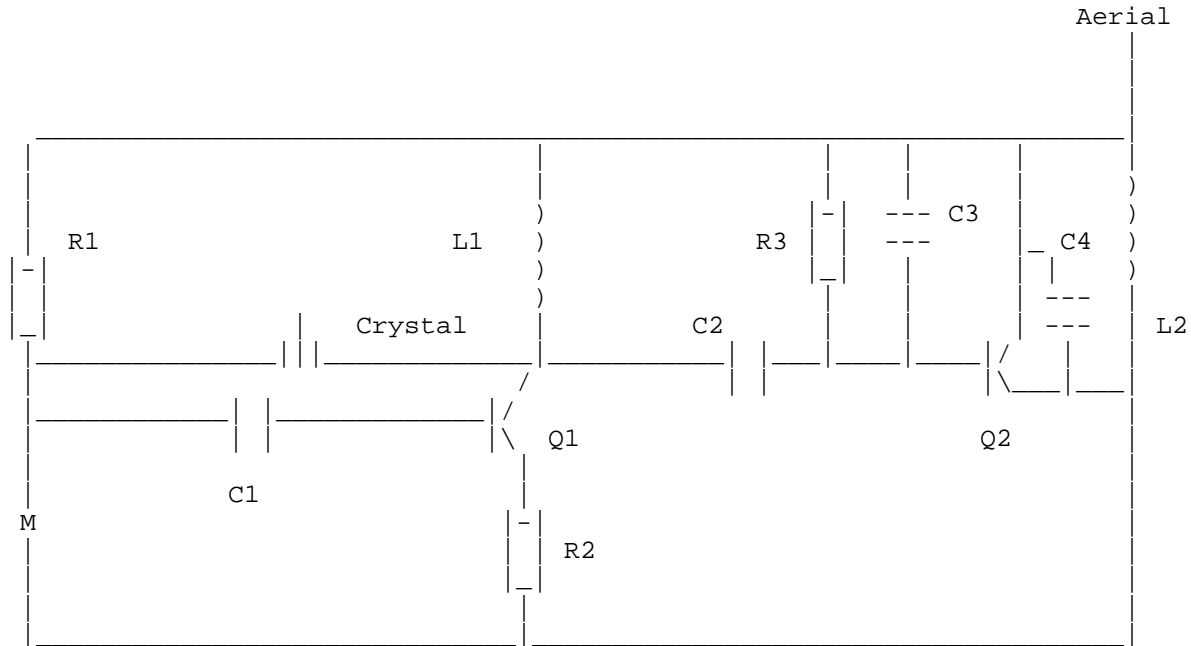 Aerial
C3
R1 L1 R3 C4
Crystal C2 L2
Q1 Q2
C1
M
R2